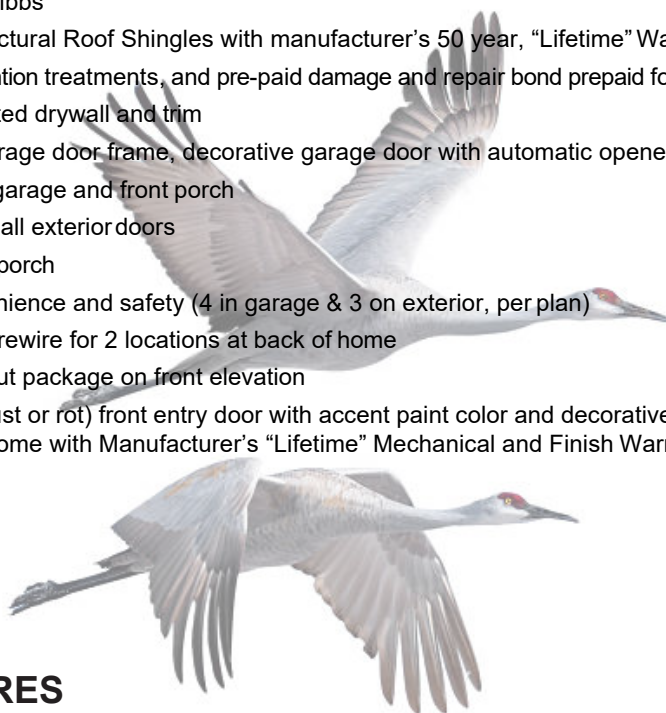 ibbs
ctural Roof Shingles with manufacturer’s 50 year, “Lifetime” Wa
tion treatments, and pre-paid damage and repair bond prepaid fo
ed drywall and trim
rage door frame, decorative garage door with automatic opene
garage and front porch
all exterior doors
porch
nience and safety (4 in garage & 3 on exterior, per plan)
rewire for 2 locations at back of home
ut package on front elevation
ust or rot) front entry door with accent paint color and decorative
ome with Manufacturer’s “Lifetime” Mechanical and Finish Warr
RES